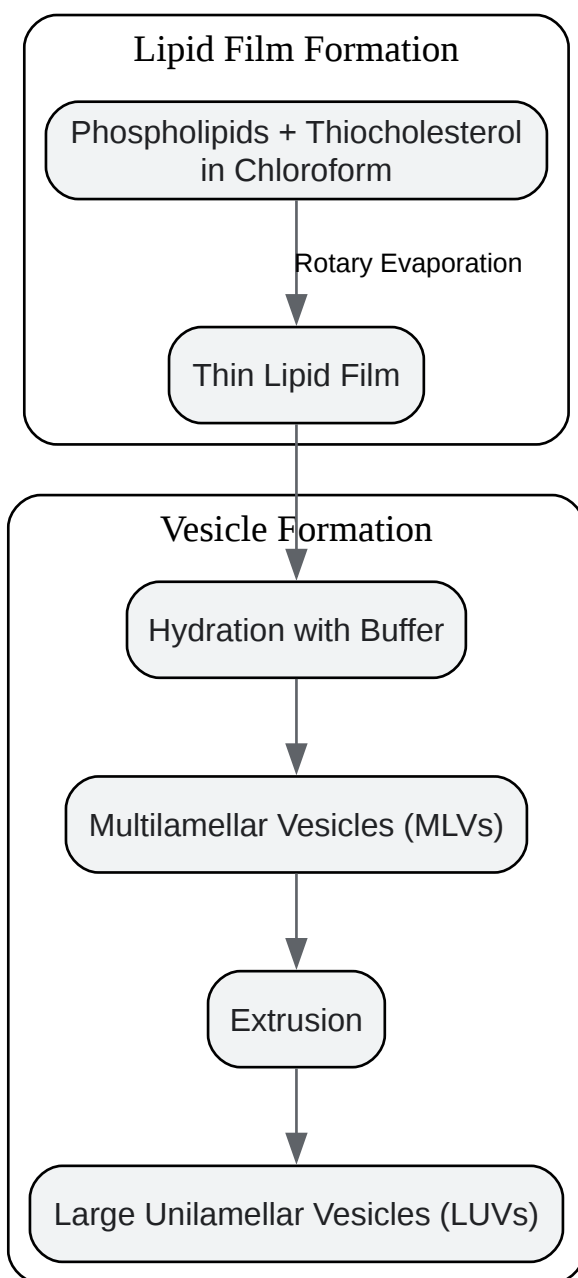 Lipid Film Formation
Phospholipids + Thiocholesterol
in Chloroform
Rotary Evaporation
Thin Lipid Film
Vesicle Formation
Hydration with Buffer
Multilamellar Vesicles (MLVs)
Extrusion
Large Unilamellar Vesicles (LUVs)